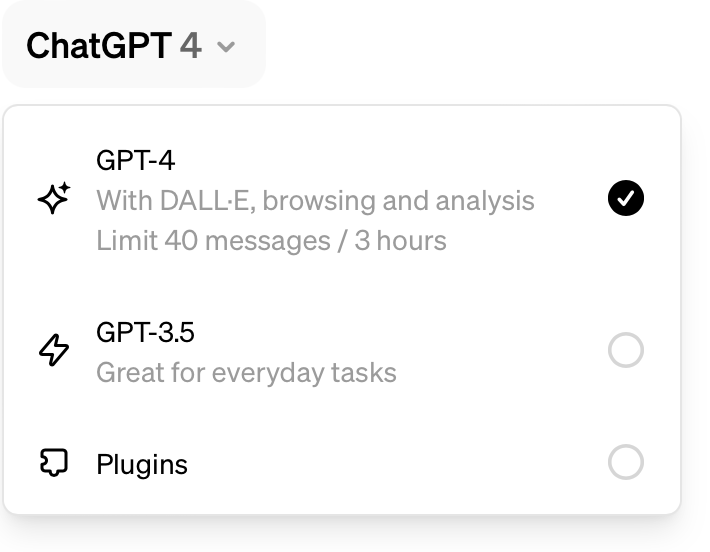 ChatGPT 4
GPT-4
With DALL·E, browsing and analysis
Limit 40 messages / 3 hours
GPT-3.5
Great for everyday tasks
Plugins